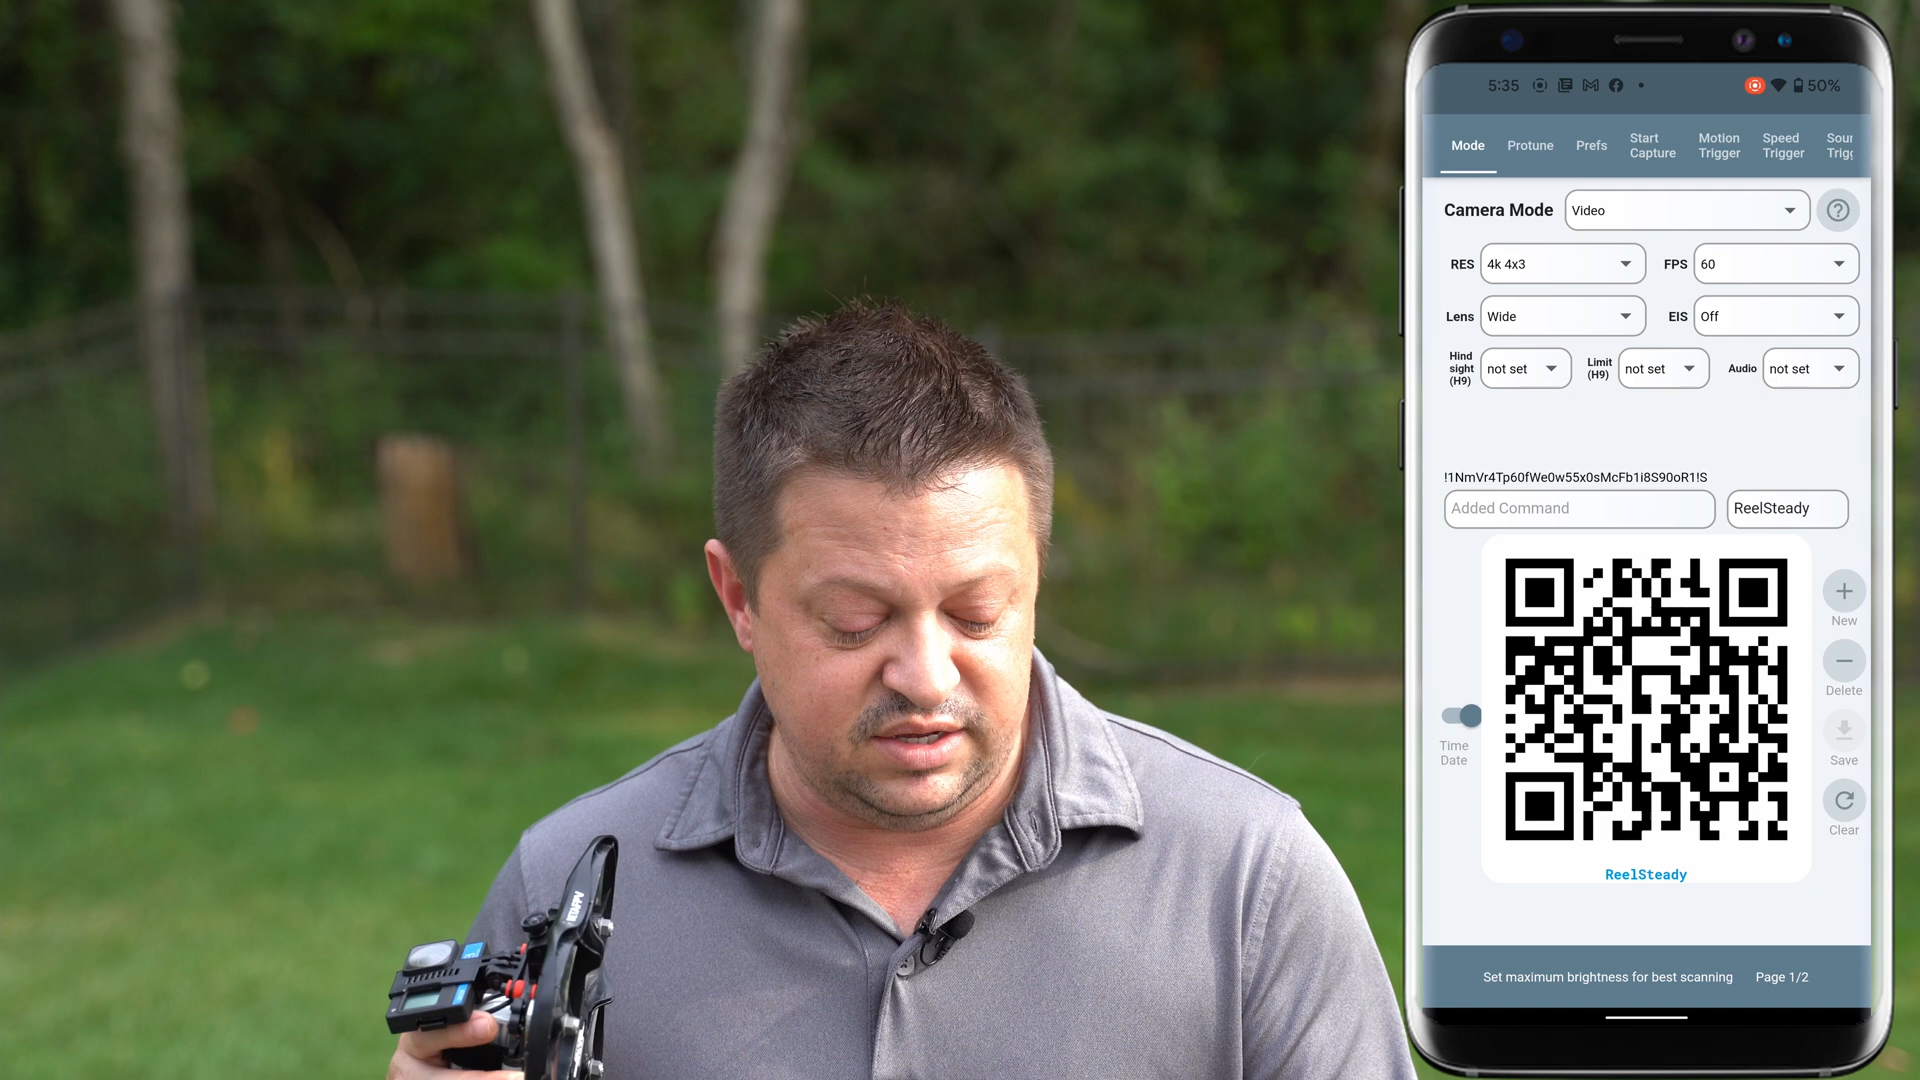 5:35
50%
Mode
Protune
Prefs
Start
Capture
Motion
Trigger
Speed
Trigger
Camera Mode
Video
RES
4k 4x3
FPS
60
Lens
Wide
EIS
Off
Hind
sight
(H9)
not set
Limit
(H9)
not set
Audio
not set
!1NmVr4Tp60fWe0w55x0sMcFb1i8S90oR1!S
Added Command
ReelSteady
New
Delete
Time
Date
Save
Clear
ReelSteady
Set maximum brightness for best scanning
Page 1/2
BETAFPV